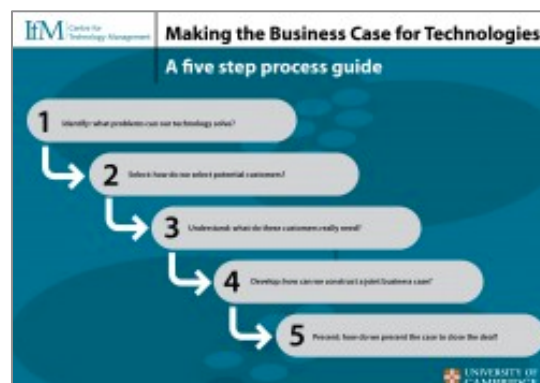 IfM Centre for
Technology Management
Making the Business Case for Technologies
A five step process guide
1 Identify: what problems can our technology solve?
2 Select: how do we select potential customers?
3 Understand: what do these customers really need?
4 Develop: how can we construct a joint business case?
5 Present: how do we present the case to close the deal?
UNIVERSITY OF
CAMBRIDGE